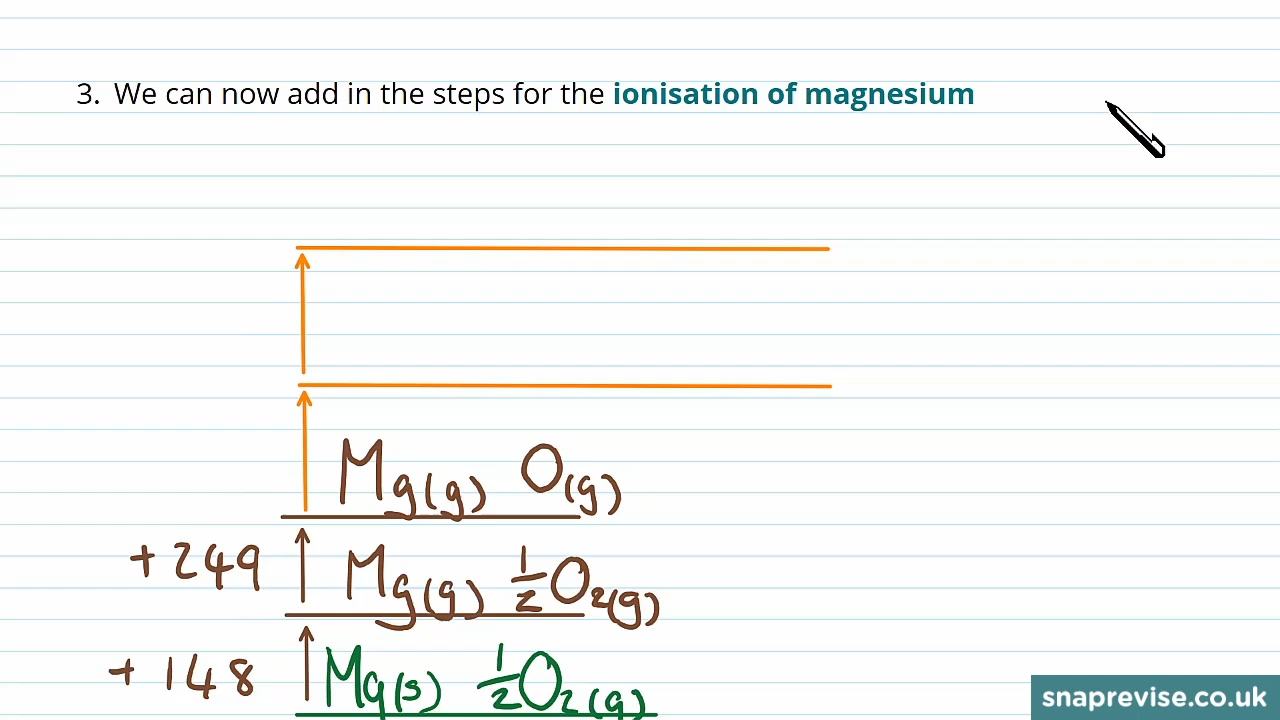 3. We can now add in the steps for the ionisation of magnesium
Mg(g) O(g)
+249 Mg(g) ½O₂(g)
+148 Mg(s) ½O₂(g)
snaprevise.co.uk